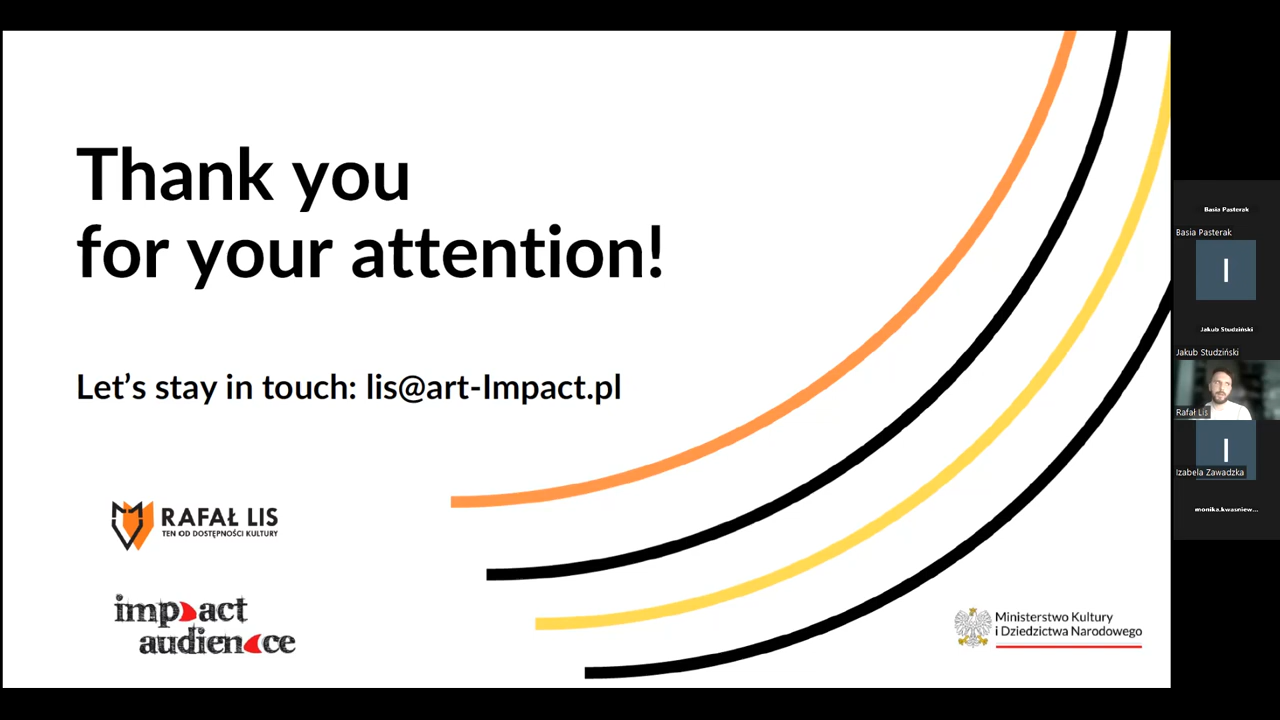 Thank you
for your attention!
Let's stay in touch: lis@art-Impact.pl
RAFAŁ LIS
TEN OD DOSTĘPNOŚCI KULTURY
impact
audience
Ministerstwo Kultury
i Dziedzictwa Narodowego
Basia Pasterak
Basia Pasterak
I
Jakub Studziński
Jakub Studziński
Rafał Lis
I
Izabela Zawadzka
monika.kwasniew...